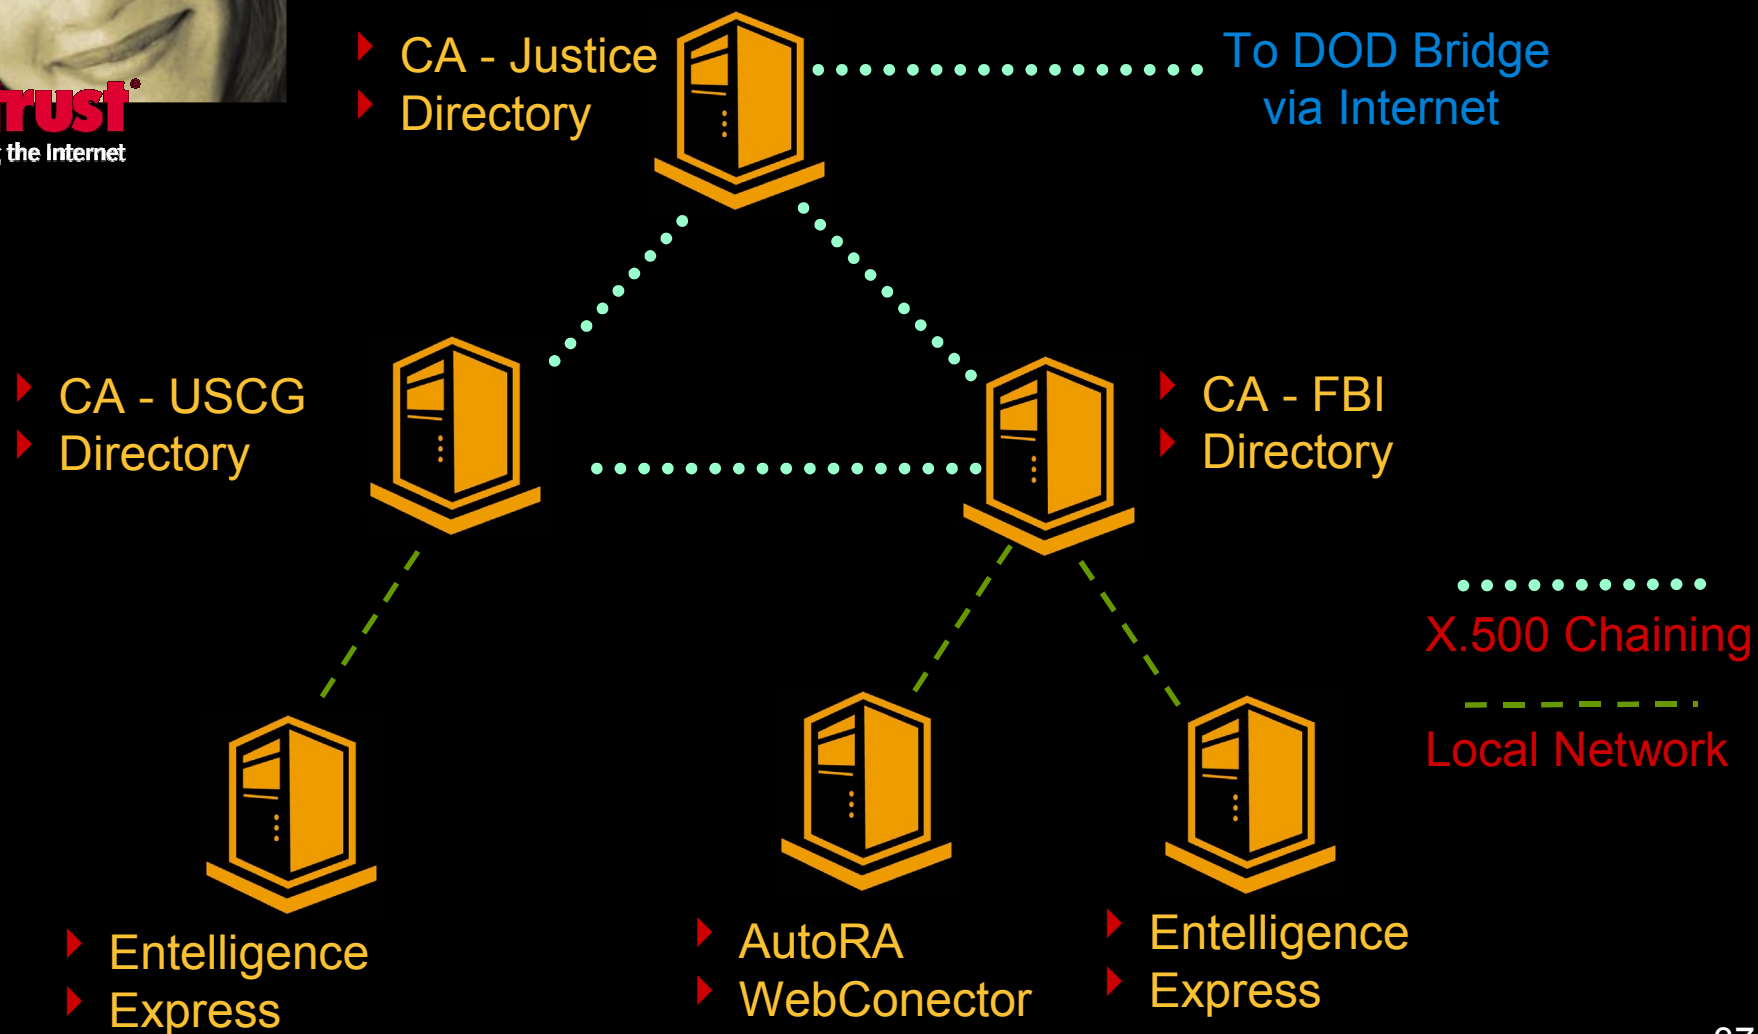 CA - Justice
Directory
To DOD Bridge
via Internet
the Internet
CA - USCG
Directory
CA - FBI
Directory
X.500 Chaining
Local Network
Entelligence
Express
AutoRA
WebConector
Entelligence
Express